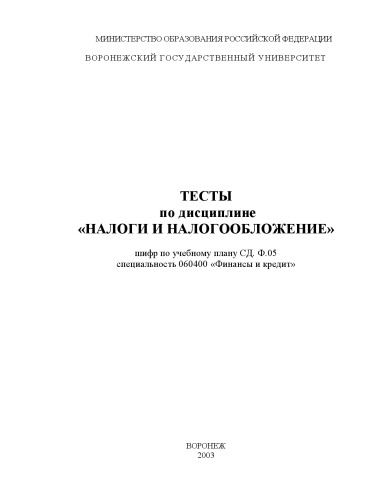 МИНИСТЕРСТВО ОБРАЗОВАНИЯ РОССИЙСКОЙ ФЕДЕРАЦИИ
ВОРОНЕЖСКИЙ ГОСУДАРСТВЕННЫЙ УНИВЕРСИТЕТ
ТЕСТЫ
по дисциплине
«НАЛОГИ И НАЛОГООБЛОЖЕНИЕ»
шифр по учебному плану СД. Ф.05
специальность 060400 «Финансы и кредит»
ВОРОНЕЖ
2003